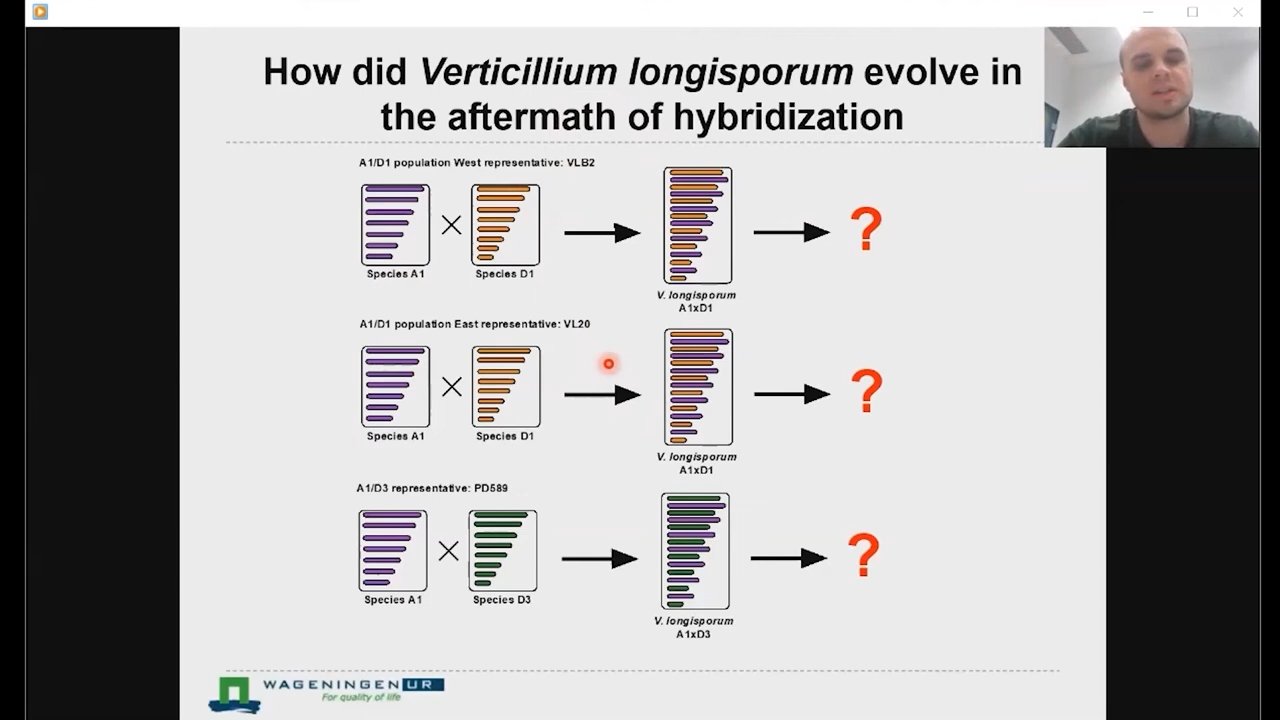 How did Verticillium longisporum evolve in
the aftermath of hybridization
A1/D1 population West representative: VLB2
Species A1
Species D1
V. longisporum
A1xD1
?
A1/D1 population East representative: VL20
Species A1
Species D1
V. longisporum
A1xD1
?
A1/D3 representative: PD589
Species A1
Species D3
V. longisporum
A1xD3
?
WAGENINGEN UR
For quality of life